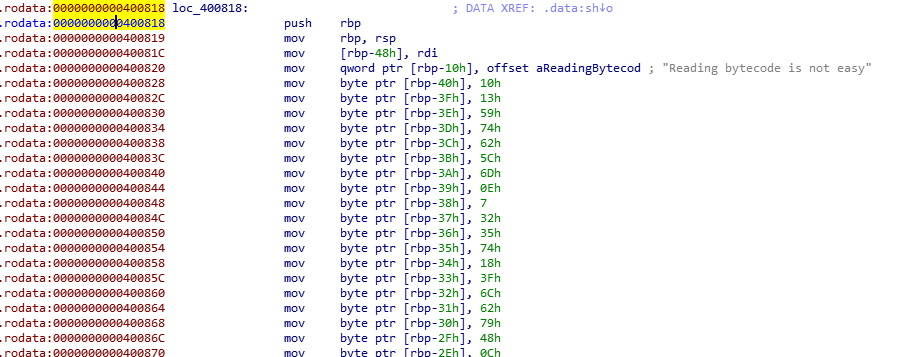 .rodata:0000000000400818 loc_400818: ; DATA XREF: .data:sh↓o
.rodata:0000000000400818 push rbp
.rodata:0000000000400819 mov rbp, rsp
.rodata:000000000040081C mov [rbp-48h], rdi
.rodata:0000000000400820 mov qword ptr [rbp-10h], offset aReadingBytecod ; "Reading bytecode is not easy"
.rodata:0000000000400828 mov byte ptr [rbp-40h], 10h
.rodata:000000000040082C mov byte ptr [rbp-3Fh], 13h
.rodata:0000000000400830 mov byte ptr [rbp-3Eh], 59h
.rodata:0000000000400834 mov byte ptr [rbp-3Dh], 74h
.rodata:0000000000400838 mov byte ptr [rbp-3Ch], 62h
.rodata:000000000040083C mov byte ptr [rbp-3Bh], 5Ch
.rodata:0000000000400840 mov byte ptr [rbp-3Ah], 6Dh
.rodata:0000000000400844 mov byte ptr [rbp-39h], 0Eh
.rodata:0000000000400848 mov byte ptr [rbp-38h], 7
.rodata:000000000040084C mov byte ptr [rbp-37h], 32h
.rodata:0000000000400850 mov byte ptr [rbp-36h], 35h
.rodata:0000000000400854 mov byte ptr [rbp-35h], 74h
.rodata:0000000000400858 mov byte ptr [rbp-34h], 18h
.rodata:000000000040085C mov byte ptr [rbp-33h], 3Fh
.rodata:0000000000400860 mov byte ptr [rbp-32h], 6Ch
.rodata:0000000000400864 mov byte ptr [rbp-31h], 62h
.rodata:0000000000400868 mov byte ptr [rbp-30h], 79h
.rodata:000000000040086C mov byte ptr [rbp-2Fh], 48h
.rodata:0000000000400870 mov byte ptr [rbp-2Eh], 0Ch